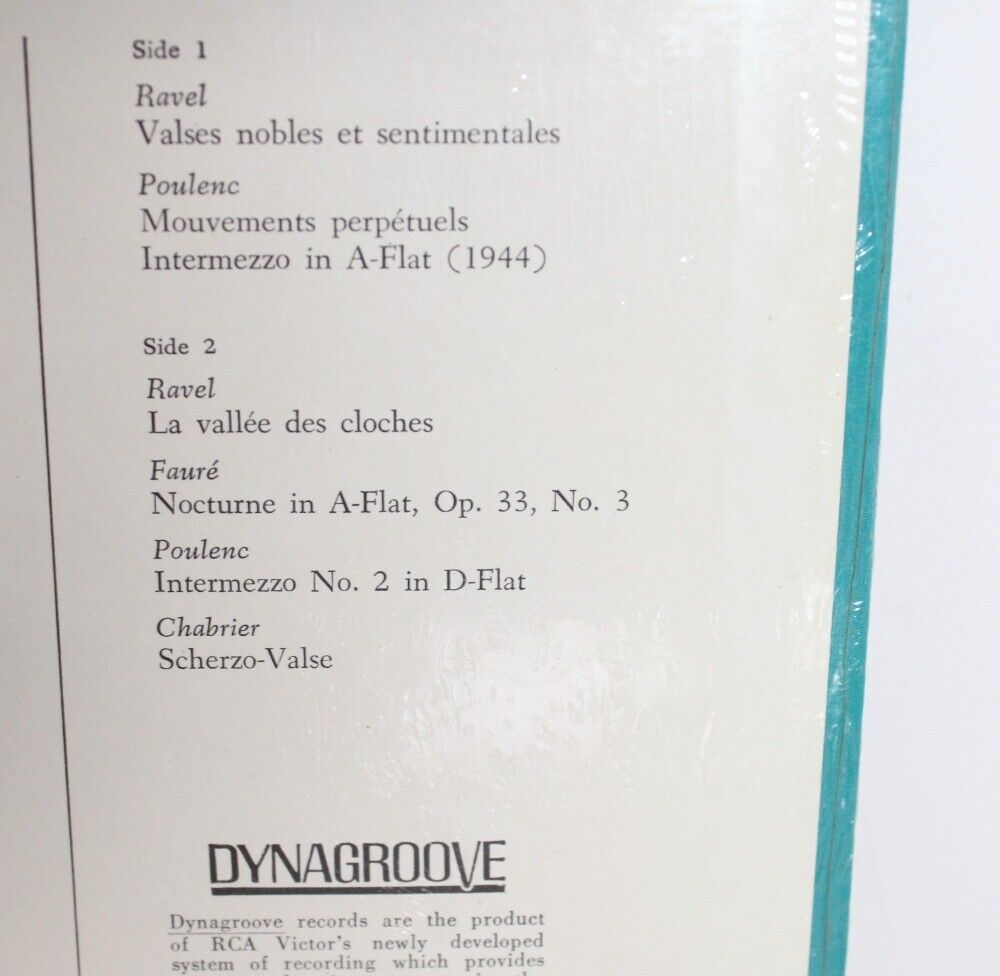 Side 1
Ravel
Valses nobles et sentimentales
Poulenc
Mouvements perpétuels
Intermezzo in A-Flat (1944)
Side 2
Ravel
La vallée des cloches
Fauré
Nocturne in A-Flat, Op. 33, No. 3
Poulenc
Intermezzo No. 2 in D-Flat
Chabrier
Scherzo-Valse
DYNAGROOVE
Dynagroove records are the product
of RCA Victor's newly developed
system of recording which provides